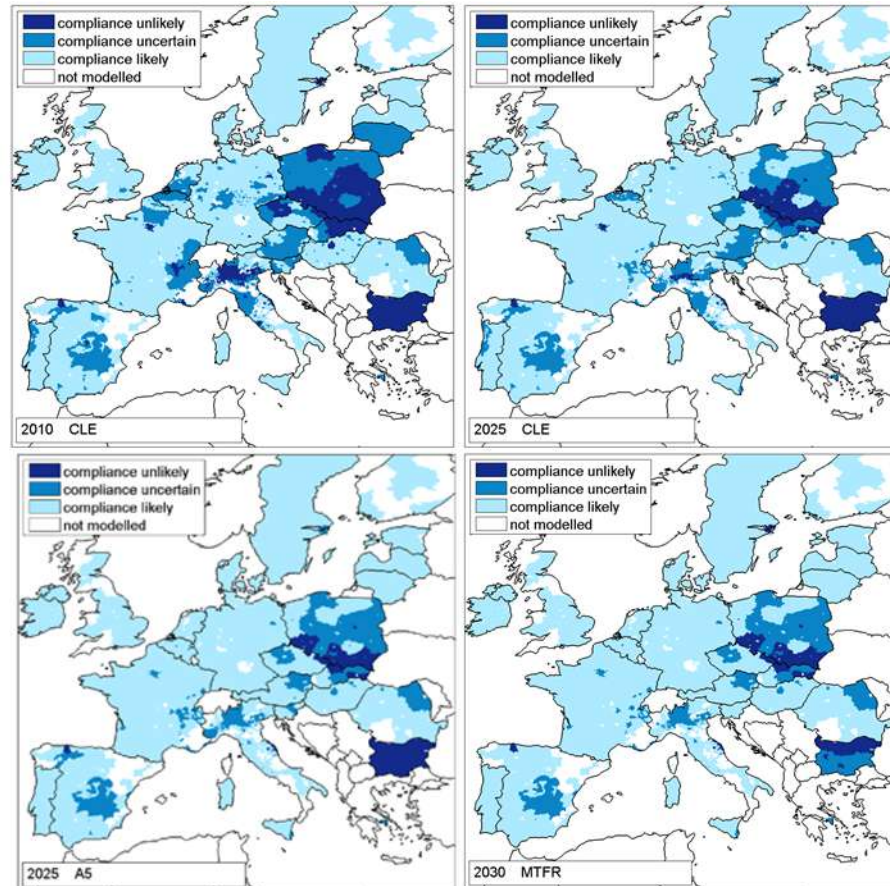 compliance unlikely
compliance uncertain
compliance likely
not modelled
2010 CLE
compliance unlikely
compliance uncertain
compliance likely
not modelled
2025 CLE
compliance unlikely
compliance uncertain
compliance likely
not modelled
2025 A5
compliance unlikely
compliance uncertain
compliance likely
not modelled
2030 MTFR